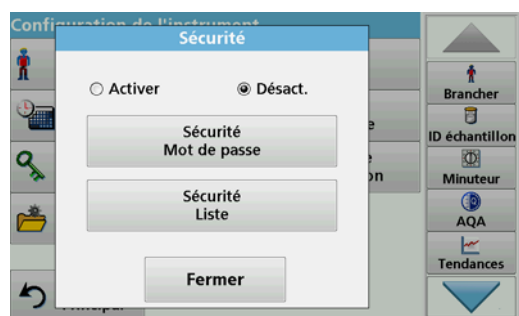 Configuration de l'instrument
Sécurité
Activer
Désact.
Sécurité
Mot de passe
Sécurité
Liste
Fermer
Brancher
ID échantillon
Minuteur
AQA
Tendances